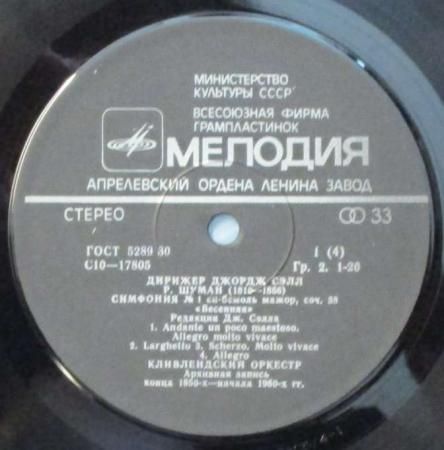 МИНИСТЕРСТВО
КУЛЬТУРЫ СССР
ВСЕСОЮЗНАЯ ФИРМА
ГРАМПЛАСТИНОК
МЕЛОДИЯ
АПРЕЛЕВСКИЙ ОРДЕНА ЛЕНИНА ЗАВОД
СТЕРЕО 33
ГОСТ 5289 80 1 (4)
С10—17805 Гр. 2. 1-20
ДИРИЖЕР ДЖОРДЖ СЭЛЛ
Р. ШУМАН (1810—1856)
СИМФОНИЯ № 1 си-бемоль мажор, соч. 38
«Весенняя»
Редакция Дж. Сэлла
1. Andante un poco maestoso.
Allegro molto vivace
2. Larghetto 3. Scherzo. Molto vivace
4. Allegro
КЛИВЛЕНДСКИЙ ОРКЕСТР
Архивная запись
конца 1950-х—начала 1960-х гг.